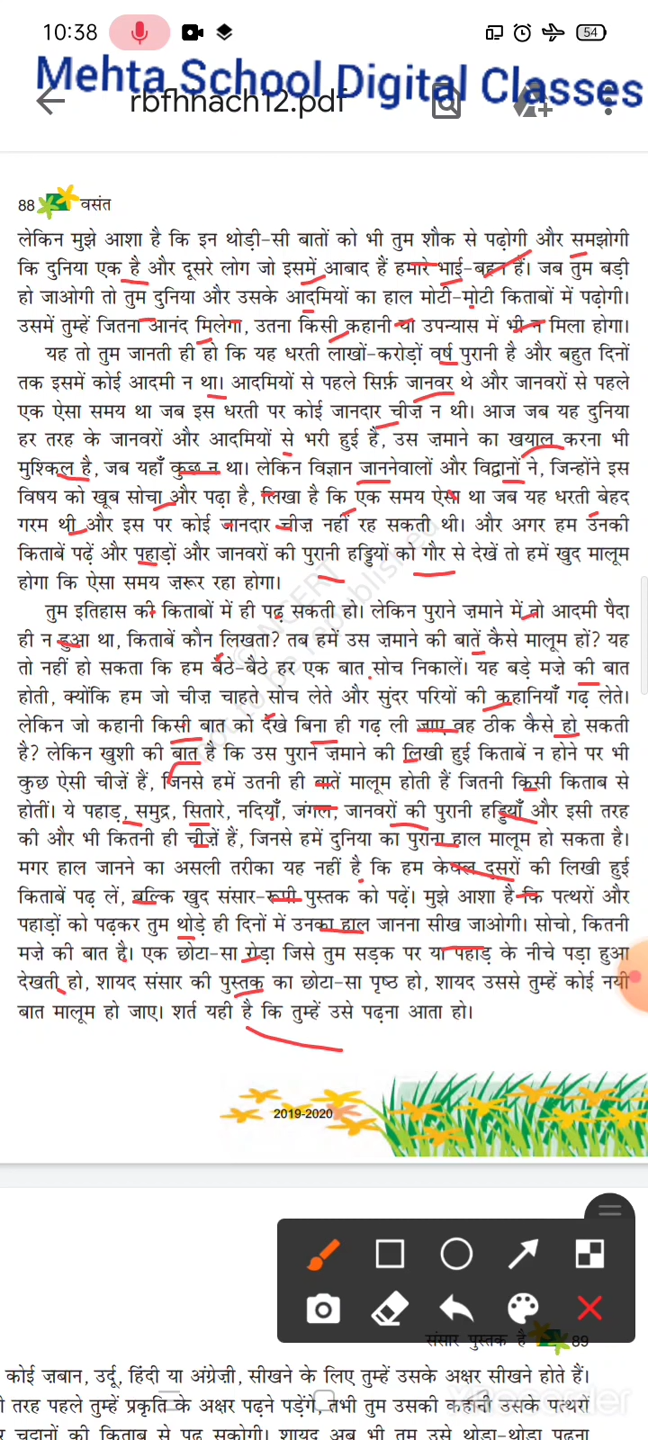 10:38
54
Mehta School Digital Classes
rbfhhach12.pdf
88 वसंत
लेकिन मुझे आशा है कि इन थोड़ी-सी बातों को भी तुम शौक से पढ़ोगी और समझोगी
कि दुनिया एक है और दूसरे लोग जो इसमें आबाद हैं हमारे भाई-बहन हैं। जब तुम बड़ी
हो जाओगी तो तुम दुनिया और उसके आदमियों का हाल मोटी-मोटी किताबों में पढ़ोगी।
उसमें तुम्हें जितना आनंद मिलेगा, उतना किसी कहानी या उपन्यास में भी न मिला होगा।
यह तो तुम जानती ही हो कि यह धरती लाखों-करोड़ों वर्ष पुरानी है और बहुत दिनों
तक इसमें कोई आदमी न था। आदमियों से पहले सिर्फ़ जानवर थे और जानवरों से पहले
एक ऐसा समय था जब इस धरती पर कोई जानदार चीज़ न थी। आज जब यह दुनिया
हर तरह के जानवरों और आदमियों से भरी हुई है, उस ज़माने का खयाल करना भी
मुश्किल है, जब यहाँ कुछ न था। लेकिन विज्ञान जाननेवालों और विद्वानों ने, जिन्होंने इस
विषय को खूब सोचा और पढ़ा है, लिखा है कि एक समय ऐसा था जब यह धरती बेहद
गरम थी और इस पर कोई जानदार चीज़ नहीं रह सकती थी। और अगर हम उनकी
किताबें पढ़ें और पहाड़ों और जानवरों की पुरानी हड्डियों को गौर से देखें तो हमें खुद मालूम
होगा कि ऐसा समय ज़रूर रहा होगा।
तुम इतिहास की किताबों में ही पढ़ सकती हो। लेकिन पुराने ज़माने में तो आदमी पैदा
ही न हुआ था, किताबें कौन लिखता? तब हमें उस ज़माने की बातें कैसे मालूम हों? यह
तो नहीं हो सकता कि हम बैठे-बैठे हर एक बात सोच निकालें। यह बड़े मज़े की बात
होती, क्योंकि हम जो चीज़ चाहते सोच लेते और सुंदर परियों की कहानियाँ गढ़ लेते।
लेकिन जो कहानी किसी बात को देखे बिना ही गढ़ ली जाए वह ठीक कैसे हो सकती
है? लेकिन खुशी की बात है कि उस पुराने ज़माने की लिखी हुई किताबें न होने पर भी
कुछ ऐसी चीज़ें हैं, जिनसे हमें उतनी ही बातें मालूम होती हैं जितनी किसी किताब से
होतीं। ये पहाड़, समुद्र, सितारे, नदियाँ, जंगल, जानवरों की पुरानी हड्डियाँ और इसी तरह
की और भी कितनी ही चीज़ें हैं, जिनसे हमें दुनिया का पुराना हाल मालूम हो सकता है।
मगर हाल जानने का असली तरीका यह नहीं है कि हम केवल दूसरों की लिखी हुई
किताबें पढ़ लें, बल्कि खुद संसार-रूपी पुस्तक को पढ़ें। मुझे आशा है कि पत्थरों और
पहाड़ों को पढ़कर तुम थोड़े ही दिनों में उनका हाल जानना सीख जाओगी। सोचो, कितनी
मज़े की बात है। एक छोटा-सा रोड़ा जिसे तुम सड़क पर या पहाड़ के नीचे पड़ा हुआ
देखती हो, शायद संसार की पुस्तक का छोटा-सा पृष्ठ हो, शायद उससे तुम्हें कोई नयी
बात मालूम हो जाए। शर्त यही है कि तुम्हें उसे पढ़ना आता हो।
2019-2020
संसार पुस्तक है 89
कोई ज़बान, उर्दू, हिंदी या अंग्रेज़ी, सीखने के लिए तुम्हें उसके अक्षर सीखने होते हैं।
तरह पहले तुम्हें प्रकृति के अक्षर पढ़ने पड़ेंगे, तभी तुम उसकी कहानी उसके पत्थरों
चट्टानों की किताब से पढ़ सकोगी। शायद अब भी तुम उसे थोड़ा-थोड़ा पढ़ना